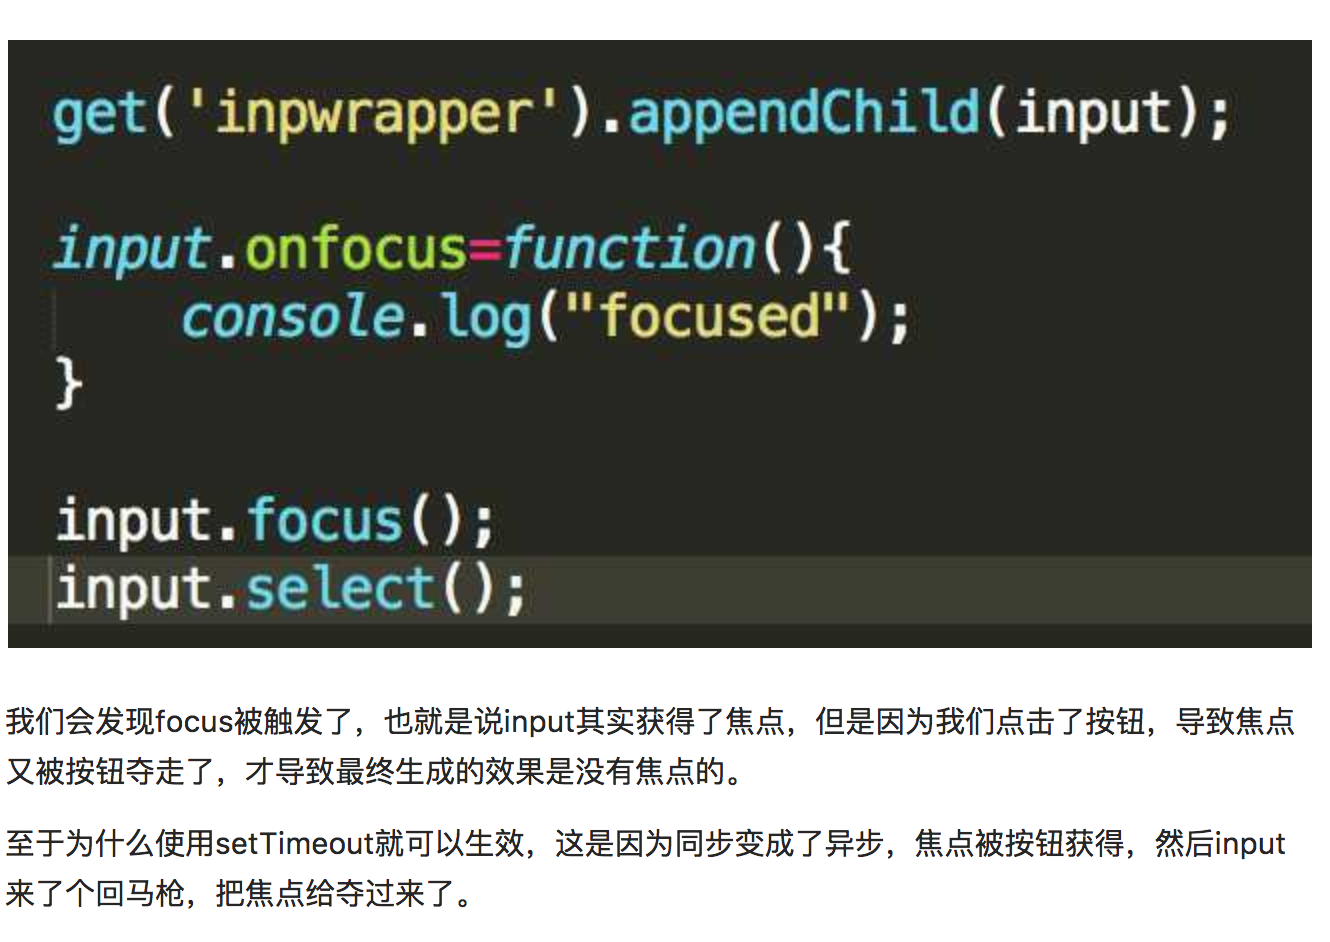 get('inpwrapper').appendChild(input);
input.onfocus=function(){
    console.log("focused");
}
input.focus();
input.select();
我们会发现focus被触发了，也就是说input其实获得了焦点，但是因为我们点击了按钮，导致焦点
又被按钮夺走了，才导致最终生成的效果是没有焦点的。
至于为什么使用setTimeout就可以生效，这是因为同步变成了异步，焦点被按钮获得，然后input
来了个回马枪，把焦点给夺过来了。